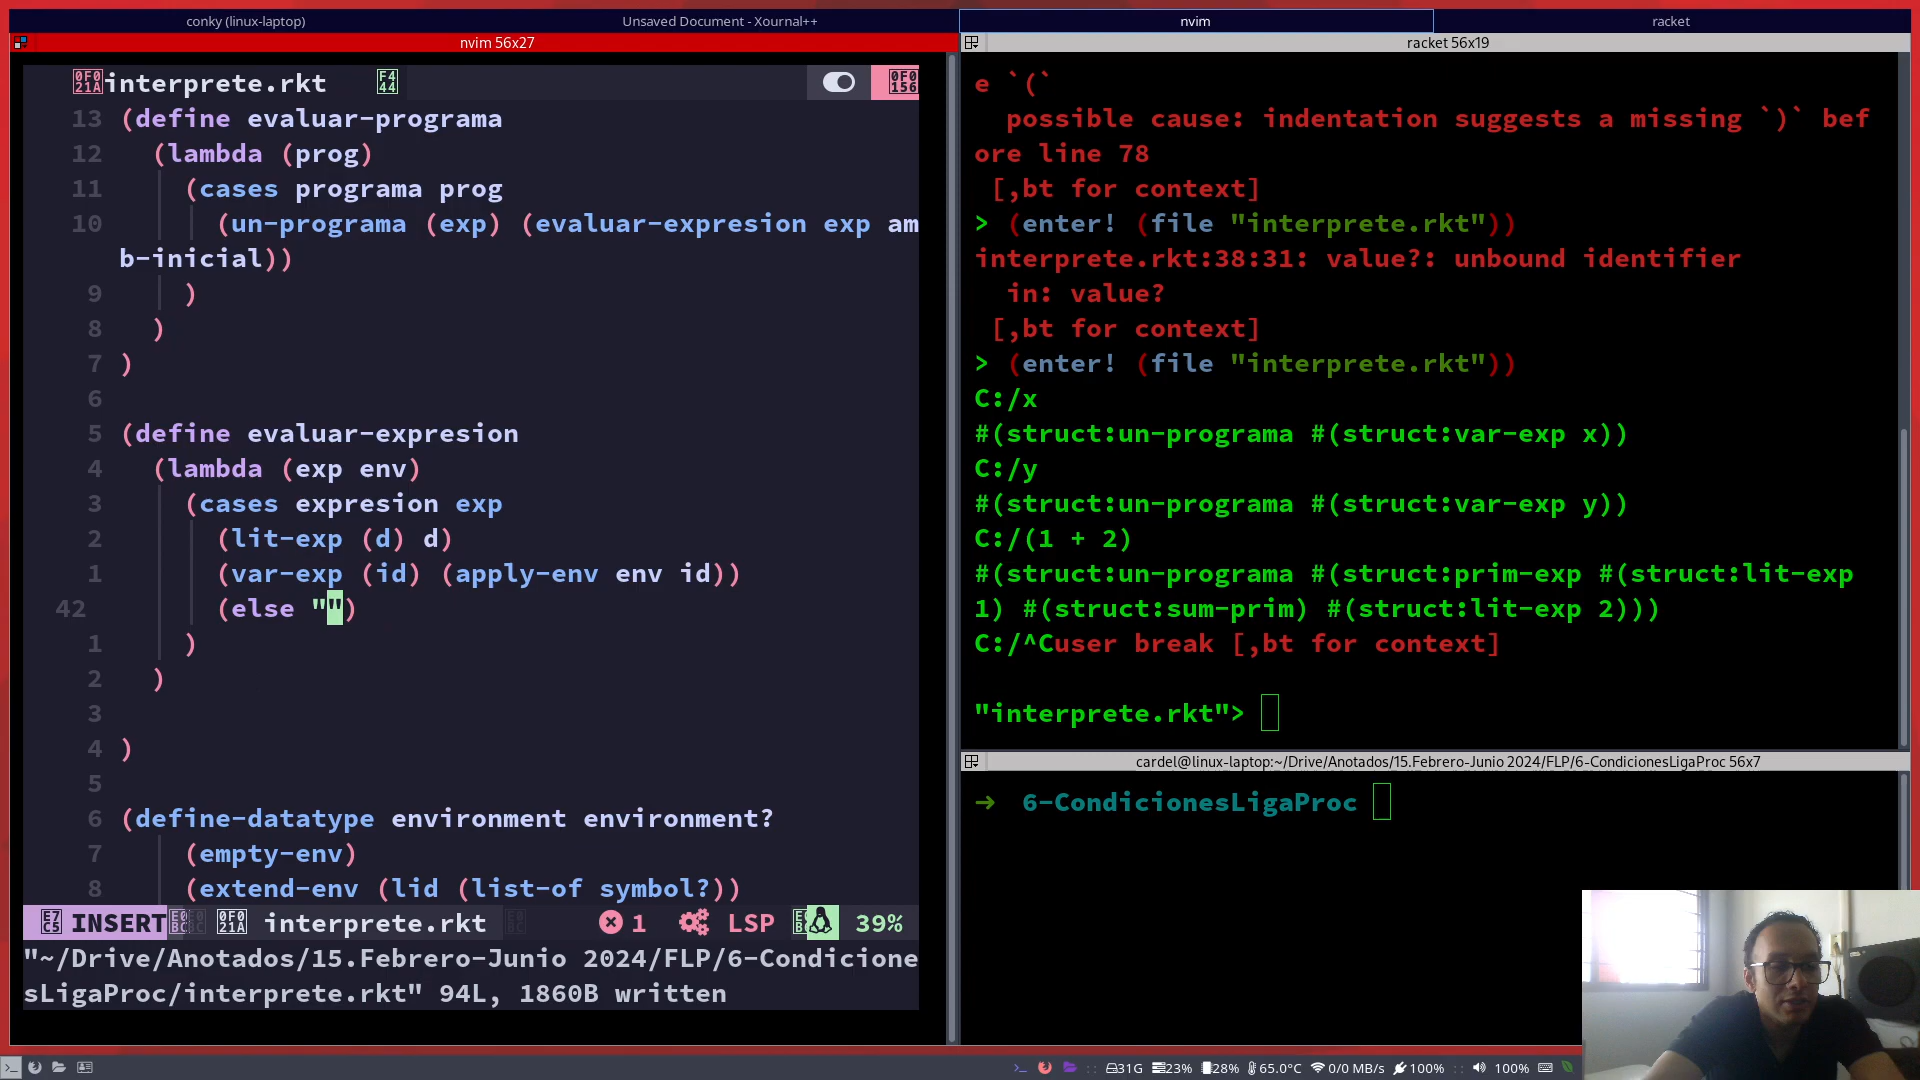 conky (linux-laptop)
Unsaved Document - Xournal++
nvim
racket
nvim 56x27
interprete.rkt
13 (define evaluar-programa
12 (lambda (prog)
11 (cases programa prog
10 (un-programa (exp) (evaluar-expresion exp am
b-inicial))
9 )
8 )
7 )
6
5 (define evaluar-expresion
4 (lambda (exp env)
3 (cases expresion exp
2 (lit-exp (d) d)
1 (var-exp (id) (apply-env env id))
42 (else "")
1 )
2 )
3
4 )
5
6 (define-datatype environment environment?
7 (empty-env)
8 (extend-env (lid (list-of symbol?))
INSERT interprete.rkt 1 LSP 39%
"~/Drive/Anotados/15.Febrero-Junio 2024/FLP/6-Condicione
sLigaProc/interprete.rkt" 94L, 1860B written
racket 56x19
e `(`
possible cause: indentation suggests a missing `)` bef
ore line 78
[,bt for context]
> (enter! (file "interprete.rkt"))
interprete.rkt:38:31: value?: unbound identifier
in: value?
[,bt for context]
> (enter! (file "interprete.rkt"))
C:/x
#(struct:un-programa #(struct:var-exp x))
C:/y
#(struct:un-programa #(struct:var-exp y))
C:/(1 + 2)
#(struct:un-programa #(struct:prim-exp #(struct:lit-exp
1) #(struct:sum-prim) #(struct:lit-exp 2)))
C:/^Cuser break [,bt for context]
"interprete.rkt">
cardel@linux-laptop:~/Drive/Anotados/15.Febrero-Junio 2024/FLP/6-CondicionesLigaProc 56x7
→ 6-CondicionesLigaProc
31G 23% 28% 65.0°C 0/0 MB/s 100% 100%